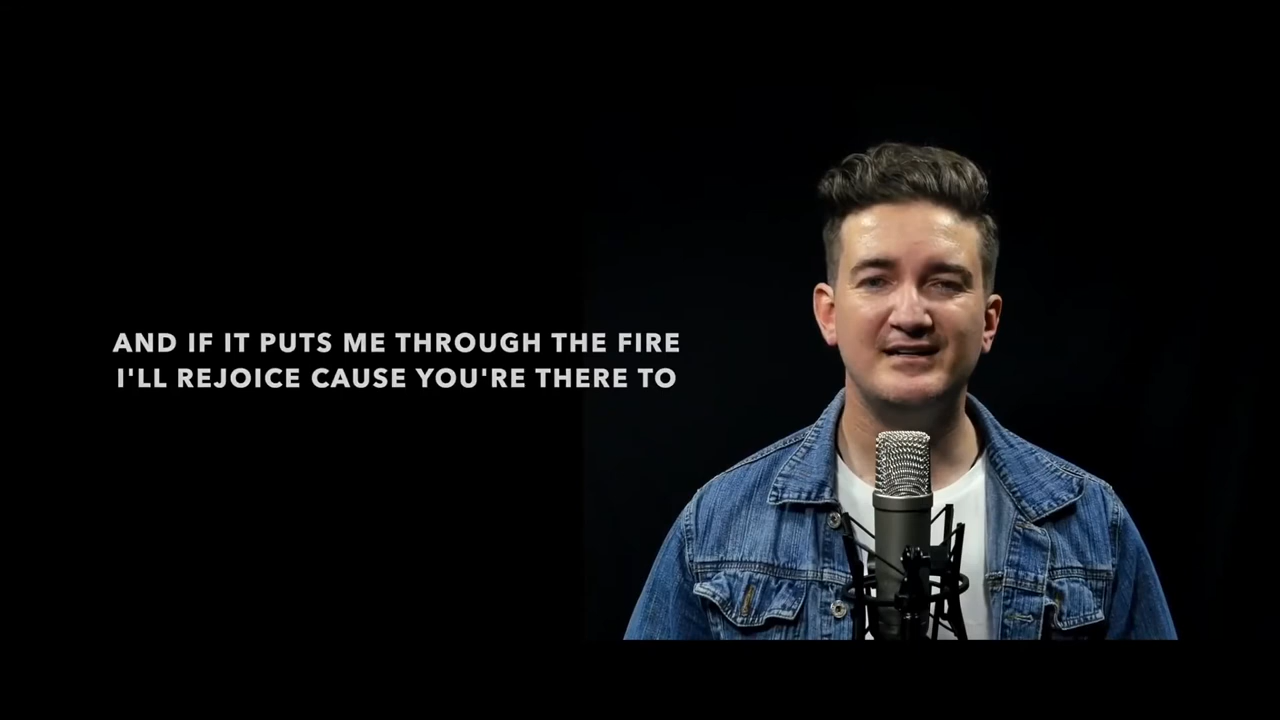 AND IF IT PUTS ME THROUGH THE FIRE
I'LL REJOICE CAUSE YOU'RE THERE TO